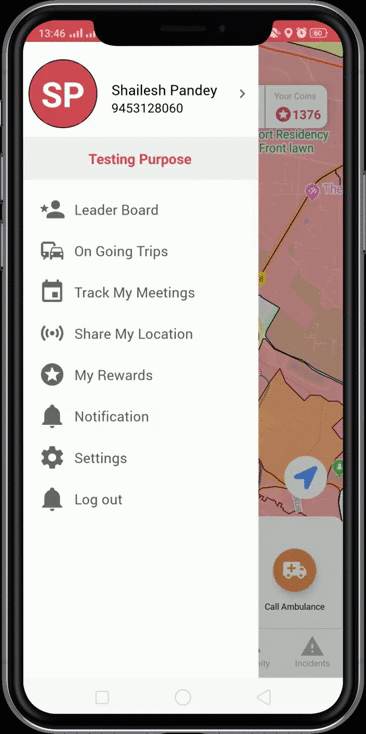 13:46
60
SP
Shailesh Pandey
9453128060
Your Coins
1376
Testing Purpose
ort Residency
Front lawn
The
Leader Board
On Going Trips
Track My Meetings
Share My Location
My Rewards
Notification
Settings
Log out
Call Ambulance
ity
Incidents